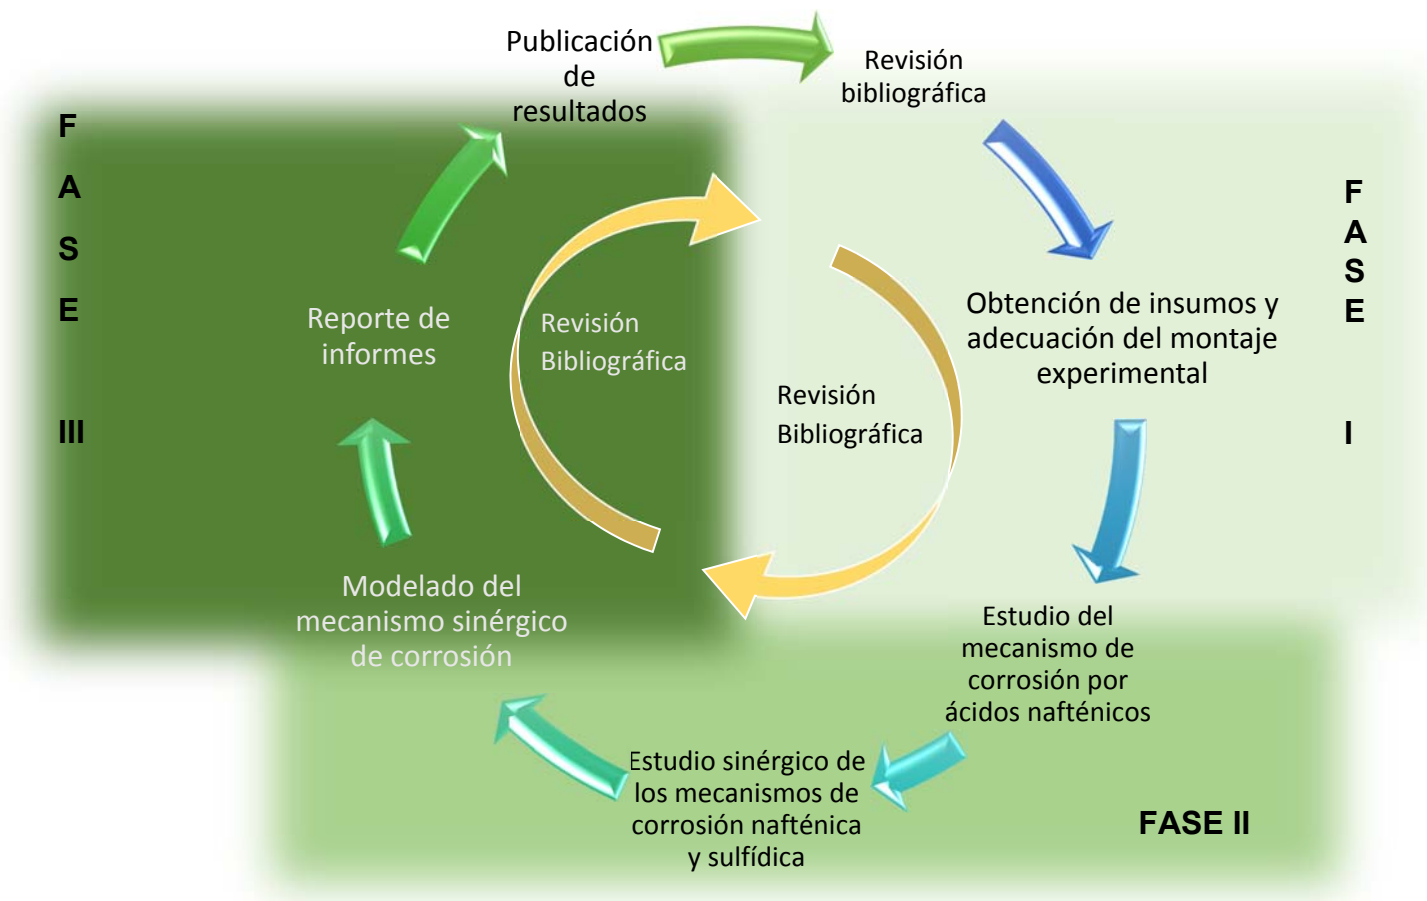 Publicación
de
resultados
Revisión
bibliográfica
F
A
S
E
I
Obtención de insumos y
adecuación del montaje
experimental
Estudio del
mecanismo de
corrosión por
ácidos nafténicos
FASE II
Estudio sinérgico de
los mecanismos de
corrosión nafténica
y sulfídica
Modelado del
mecanismo sinérgico
de corrosión
Reporte de
informes
F
A
S
E
III
Revisión
Bibliográfica
Revisión
Bibliográfica